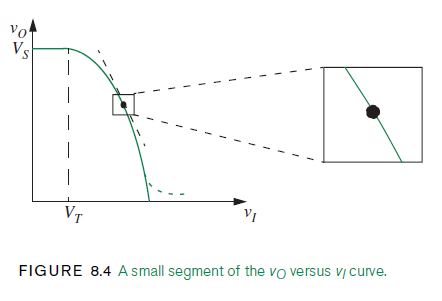 vO
VS
VT
vI
FIGURE 8.4 A small segment of the vO versus vI curve.